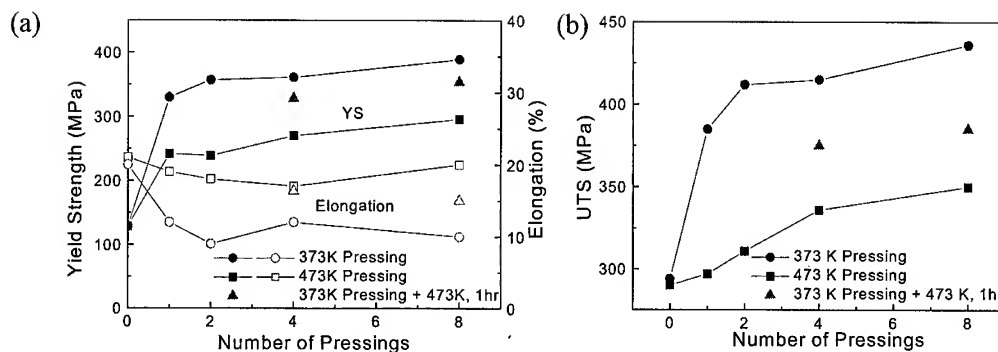 (a)
Yield Strength (MPa)
400
300
200
100
0
YS
Elongation
373K Pressing
473K Pressing
373K Pressing + 473K, 1hr
0 2 4 6 8
Number of Pressings
40
30
20
10
0
Elongation (%)
(b)
UTS (MPa)
450
400
350
300
373 K Pressing
473 K Pressing
373 K Pressing + 473 K, 1hr
0 2 4 6 8
Number of Pressings